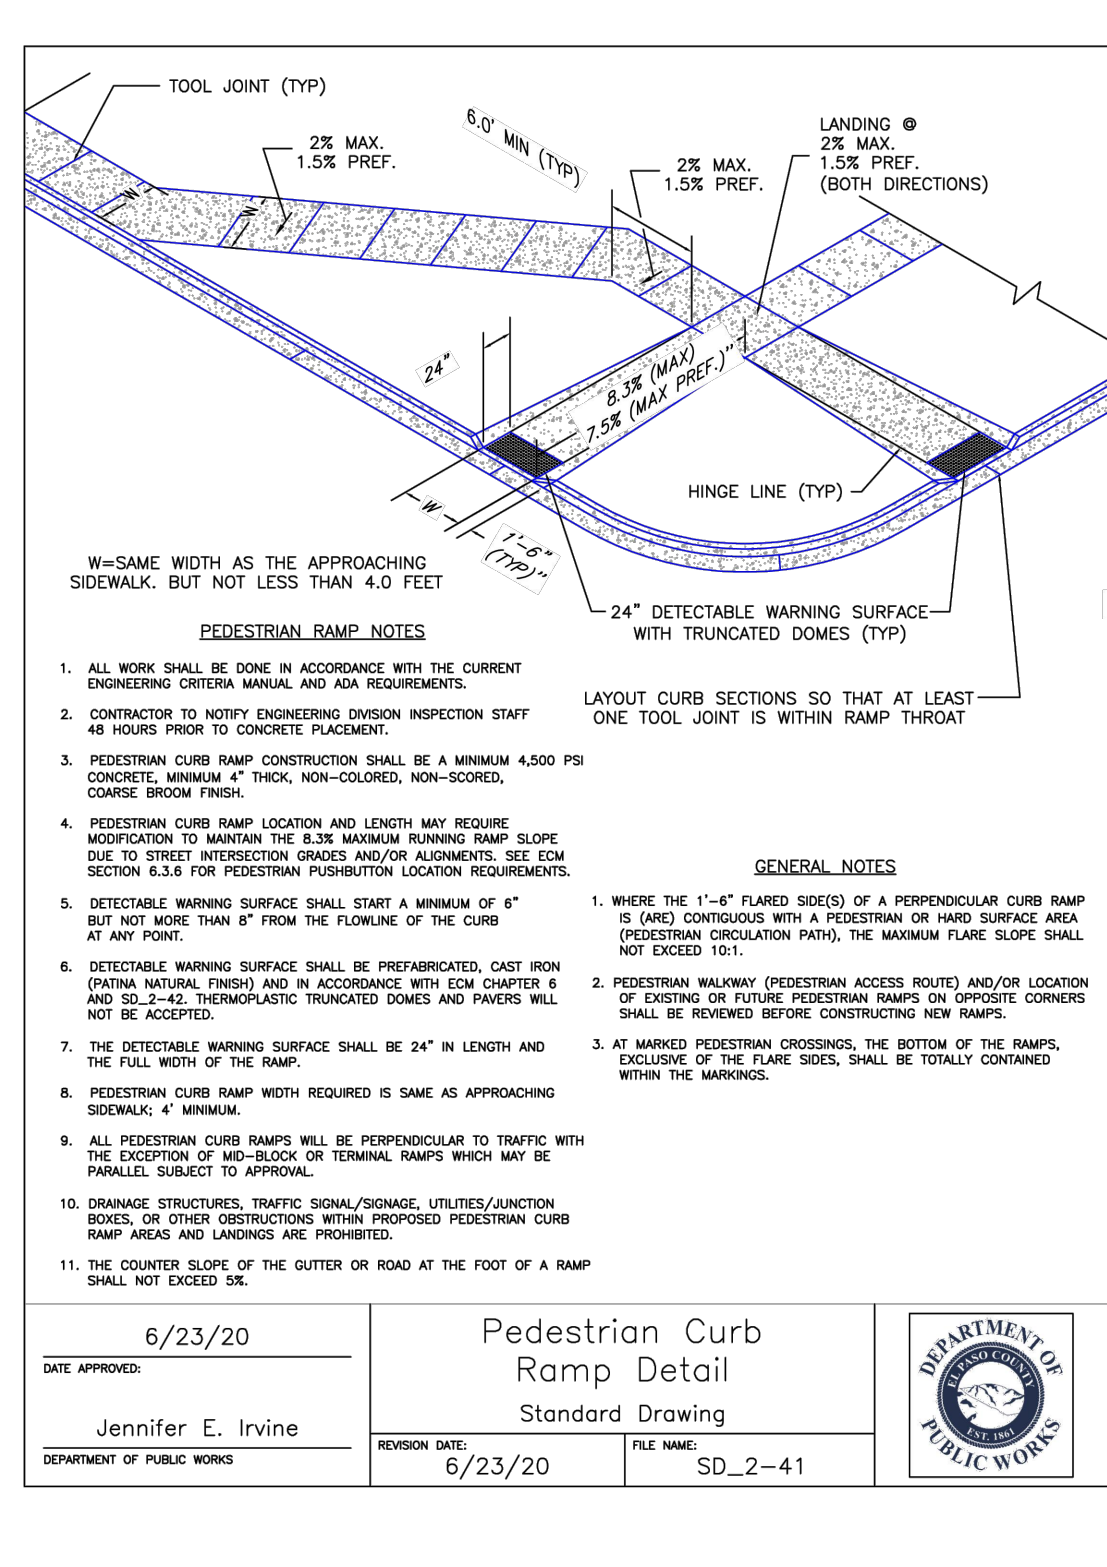 TOOL JOINT (TYP)
2% MAX.
1.5% PREF.
6.0' MIN (TYP)
2% MAX.
1.5% PREF.
LANDING @
2% MAX.
1.5% PREF.
(BOTH DIRECTIONS)
W
W
24"
8.3% (MAX)
7.5% (MAX PREF.)"
HINGE LINE (TYP)
W
1'-6"
(TYP)"
W=SAME WIDTH AS THE APPROACHING
SIDEWALK. BUT NOT LESS THAN 4.0 FEET
24" DETECTABLE WARNING SURFACE
WITH TRUNCATED DOMES (TYP)
LAYOUT CURB SECTIONS SO THAT AT LEAST
ONE TOOL JOINT IS WITHIN RAMP THROAT
PEDESTRIAN RAMP NOTES
1. ALL WORK SHALL BE DONE IN ACCORDANCE WITH THE CURRENT
ENGINEERING CRITERIA MANUAL AND ADA REQUIREMENTS.
2. CONTRACTOR TO NOTIFY ENGINEERING DIVISION INSPECTION STAFF
48 HOURS PRIOR TO CONCRETE PLACEMENT.
3. PEDESTRIAN CURB RAMP CONSTRUCTION SHALL BE A MINIMUM 4,500 PSI
CONCRETE, MINIMUM 4" THICK, NON-COLORED, NON-SCORED,
COARSE BROOM FINISH.
4. PEDESTRIAN CURB RAMP LOCATION AND LENGTH MAY REQUIRE
MODIFICATION TO MAINTAIN THE 8.3% MAXIMUM RUNNING RAMP SLOPE
DUE TO STREET INTERSECTION GRADES AND/OR ALIGNMENTS. SEE ECM
SECTION 6.3.6 FOR PEDESTRIAN PUSHBUTTON LOCATION REQUIREMENTS.
5. DETECTABLE WARNING SURFACE SHALL START A MINIMUM OF 6"
BUT NOT MORE THAN 8" FROM THE FLOWLINE OF THE CURB
AT ANY POINT.
6. DETECTABLE WARNING SURFACE SHALL BE PREFABRICATED, CAST IRON
(PATINA NATURAL FINISH) AND IN ACCORDANCE WITH ECM CHAPTER 6
AND SD_2-42. THERMOPLASTIC TRUNCATED DOMES AND PAVERS WILL
NOT BE ACCEPTED.
7. THE DETECTABLE WARNING SURFACE SHALL BE 24" IN LENGTH AND
THE FULL WIDTH OF THE RAMP.
8. PEDESTRIAN CURB RAMP WIDTH REQUIRED IS SAME AS APPROACHING
SIDEWALK; 4' MINIMUM.
9. ALL PEDESTRIAN CURB RAMPS WILL BE PERPENDICULAR TO TRAFFIC WITH
THE EXCEPTION OF MID-BLOCK OR TERMINAL RAMPS WHICH MAY BE
PARALLEL SUBJECT TO APPROVAL.
10. DRAINAGE STRUCTURES, TRAFFIC SIGNAL/SIGNAGE, UTILITIES/JUNCTION
BOXES, OR OTHER OBSTRUCTIONS WITHIN PROPOSED PEDESTRIAN CURB
RAMP AREAS AND LANDINGS ARE PROHIBITED.
11. THE COUNTER SLOPE OF THE GUTTER OR ROAD AT THE FOOT OF A RAMP
SHALL NOT EXCEED 5%.
GENERAL NOTES
1. WHERE THE 1'-6" FLARED SIDE(S) OF A PERPENDICULAR CURB RAMP
IS (ARE) CONTIGUOUS WITH A PEDESTRIAN OR HARD SURFACE AREA
(PEDESTRIAN CIRCULATION PATH), THE MAXIMUM FLARE SLOPE SHALL
NOT EXCEED 10:1.
2. PEDESTRIAN WALKWAY (PEDESTRIAN ACCESS ROUTE) AND/OR LOCATION
OF EXISTING OR FUTURE PEDESTRIAN RAMPS ON OPPOSITE CORNERS
SHALL BE REVIEWED BEFORE CONSTRUCTING NEW RAMPS.
3. AT MARKED PEDESTRIAN CROSSINGS, THE BOTTOM OF THE RAMPS,
EXCLUSIVE OF THE FLARE SIDES, SHALL BE TOTALLY CONTAINED
WITHIN THE MARKINGS.
6/23/20
DATE APPROVED:
Jennifer E. Irvine
DEPARTMENT OF PUBLIC WORKS
Pedestrian Curb
Ramp Detail
Standard Drawing
REVISION DATE:
6/23/20
FILE NAME:
SD_2-41
DEPARTMENT OF
EL PASO COUNTY
EST. 1861
PUBLIC WORKS